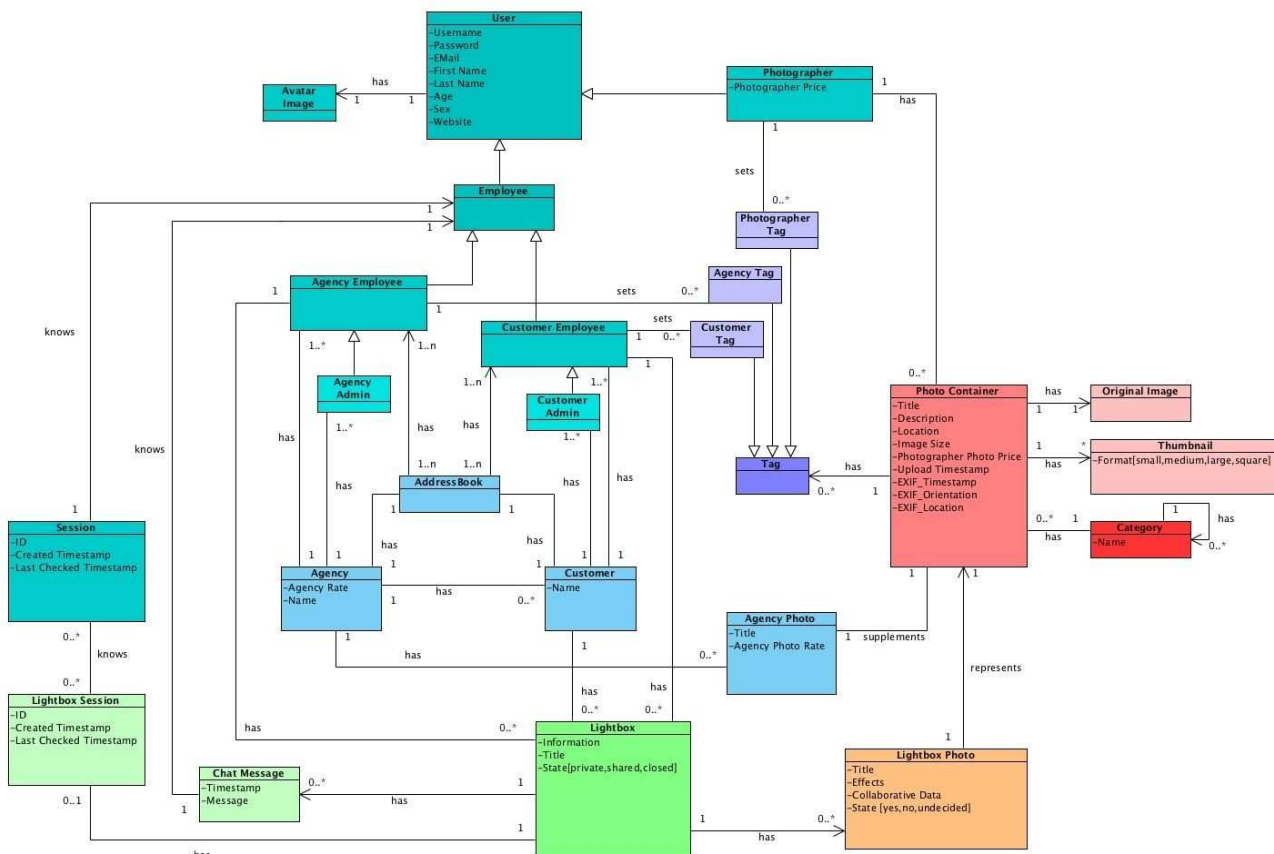 User
-Username
-Password
-EMail
-First Name
-Last Name
-Age
-Sex
-Website
has
1
1
Avatar
Image
Photographer
-Photographer Price
1
has
1
sets
0..*
Photographer
Tag
Employee
1
1
Agency Employee
1
1
sets
0..*
Agency Tag
Customer Employee
sets
1
0..*
Customer
Tag
knows
1..*
1..n
1
1..n
1..*
Agency
Admin
Customer
Admin
1..*
1..*
0..*
Photo Container
-Title
-Description
-Location
-Image Size
-Photographer Photo Price
-Upload Timestamp
-EXIF_Timestamp
-EXIF_Orientation
-EXIF_Location
has
1
1
Original Image
1
*
has
Thumbnail
-Format[small,medium,large,square]
0..*
1
has
Category
-Name
1
has
0..*
has
has
has
has
knows
1..n
1..n
Tag
has
0..*
1
AddressBook
1
1
has
has
has
has
1
Session
-ID
-Created Timestamp
-Last Checked Timestamp
1
1
1
1
1
1
Agency
-Agency Rate
-Name
1
has
1
0..*
Customer
-Name
1
1
1
Agency Photo
-Title
-Agency Photo Rate
1
supplements
0..*
knows
0..*
1
has
0..*
1
Lightbox Session
-ID
-Created Timestamp
-Last Checked Timestamp
represents
has
has
0..*
0..*
has
0..*
Lightbox
-Information
-Title
-State[private,shared,closed]
1
Lightbox Photo
-Title
-Effects
-Collaborative Data
-State [yes,no,undecided]
Chat Message
-Timestamp
-Message
0..*
1
has
1
0..1
1
1
0..*
has
has